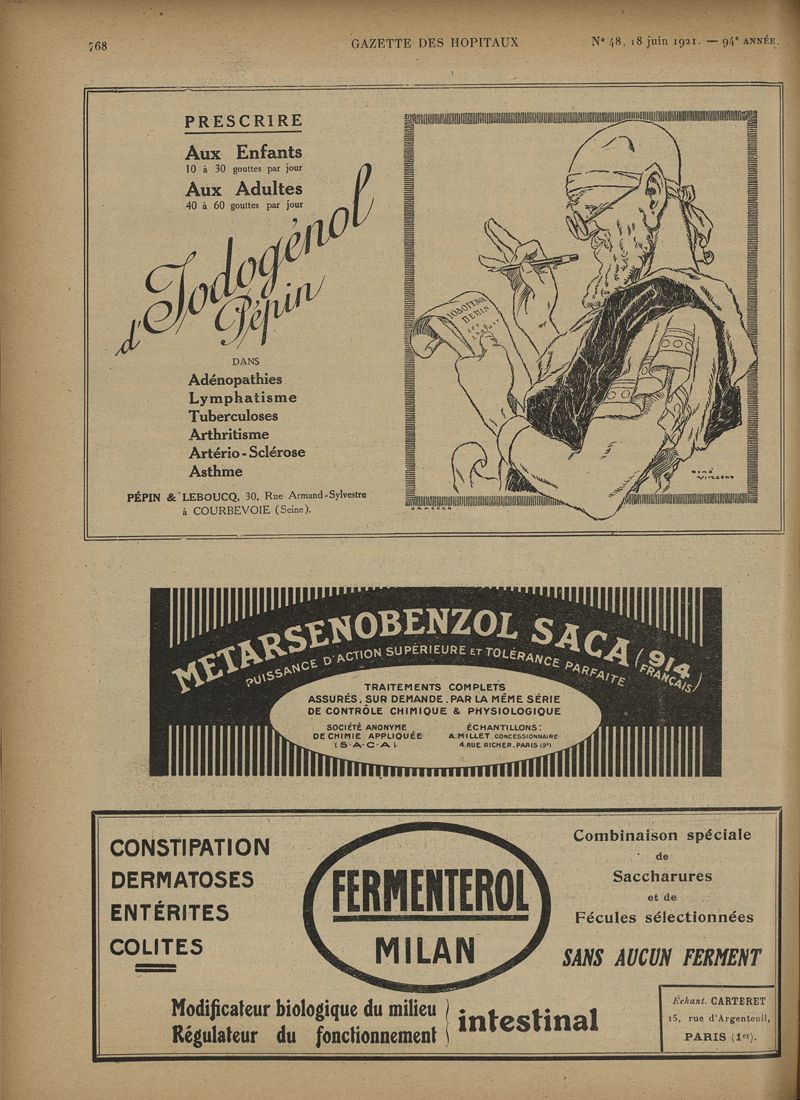 768
GAZETTE DES HOPITAUX
N° 48, 18 juin 1921. — 94e ANNÉE.
PRESCRIRE
Aux Enfants
10 à 30 gouttes par jour
Aux Adultes
40 à 60 gouttes par jour
d'Iodogénol
Pépin
DANS
Adénopathies
Lymphatisme
Tuberculoses
Arthritisme
Artério-Sclérose
Asthme
PÉPIN & LEBOUCQ, 30, Rue Armand-Sylvestre
à COURBEVOIE (Seine).
PEPIN
RENÉ
VINCENT
DRAEGER
METARSENOBENZOL SACA (914
FRANÇAIS)
PUISSANCE D'ACTION SUPÉRIEURE ET TOLÉRANCE PARFAITE
TRAITEMENTS COMPLETS
ASSURÉS, SUR DEMANDE, PAR LA MÊME SÉRIE
DE CONTRÔLE CHIMIQUE & PHYSIOLOGIQUE
SOCIÉTÉ ANONYME
DE CHIMIE APPLIQUÉE
(S·A·C·A)
ÉCHANTILLONS:
A. MILLET CONCESSIONNAIRE
4. RUE RICHER. PARIS (9e)
CONSTIPATION
DERMATOSES
ENTÉRITES
COLITES
FERMENTEROL
MILAN
Combinaison spéciale
de
Saccharures
et de
Fécules sélectionnées
SANS AUCUN FERMENT
Modificateur biologique du milieu
Régulateur du fonctionnement
} intestinal
Échant. CARTERET
15, rue d'Argenteuil,
PARIS (1er).